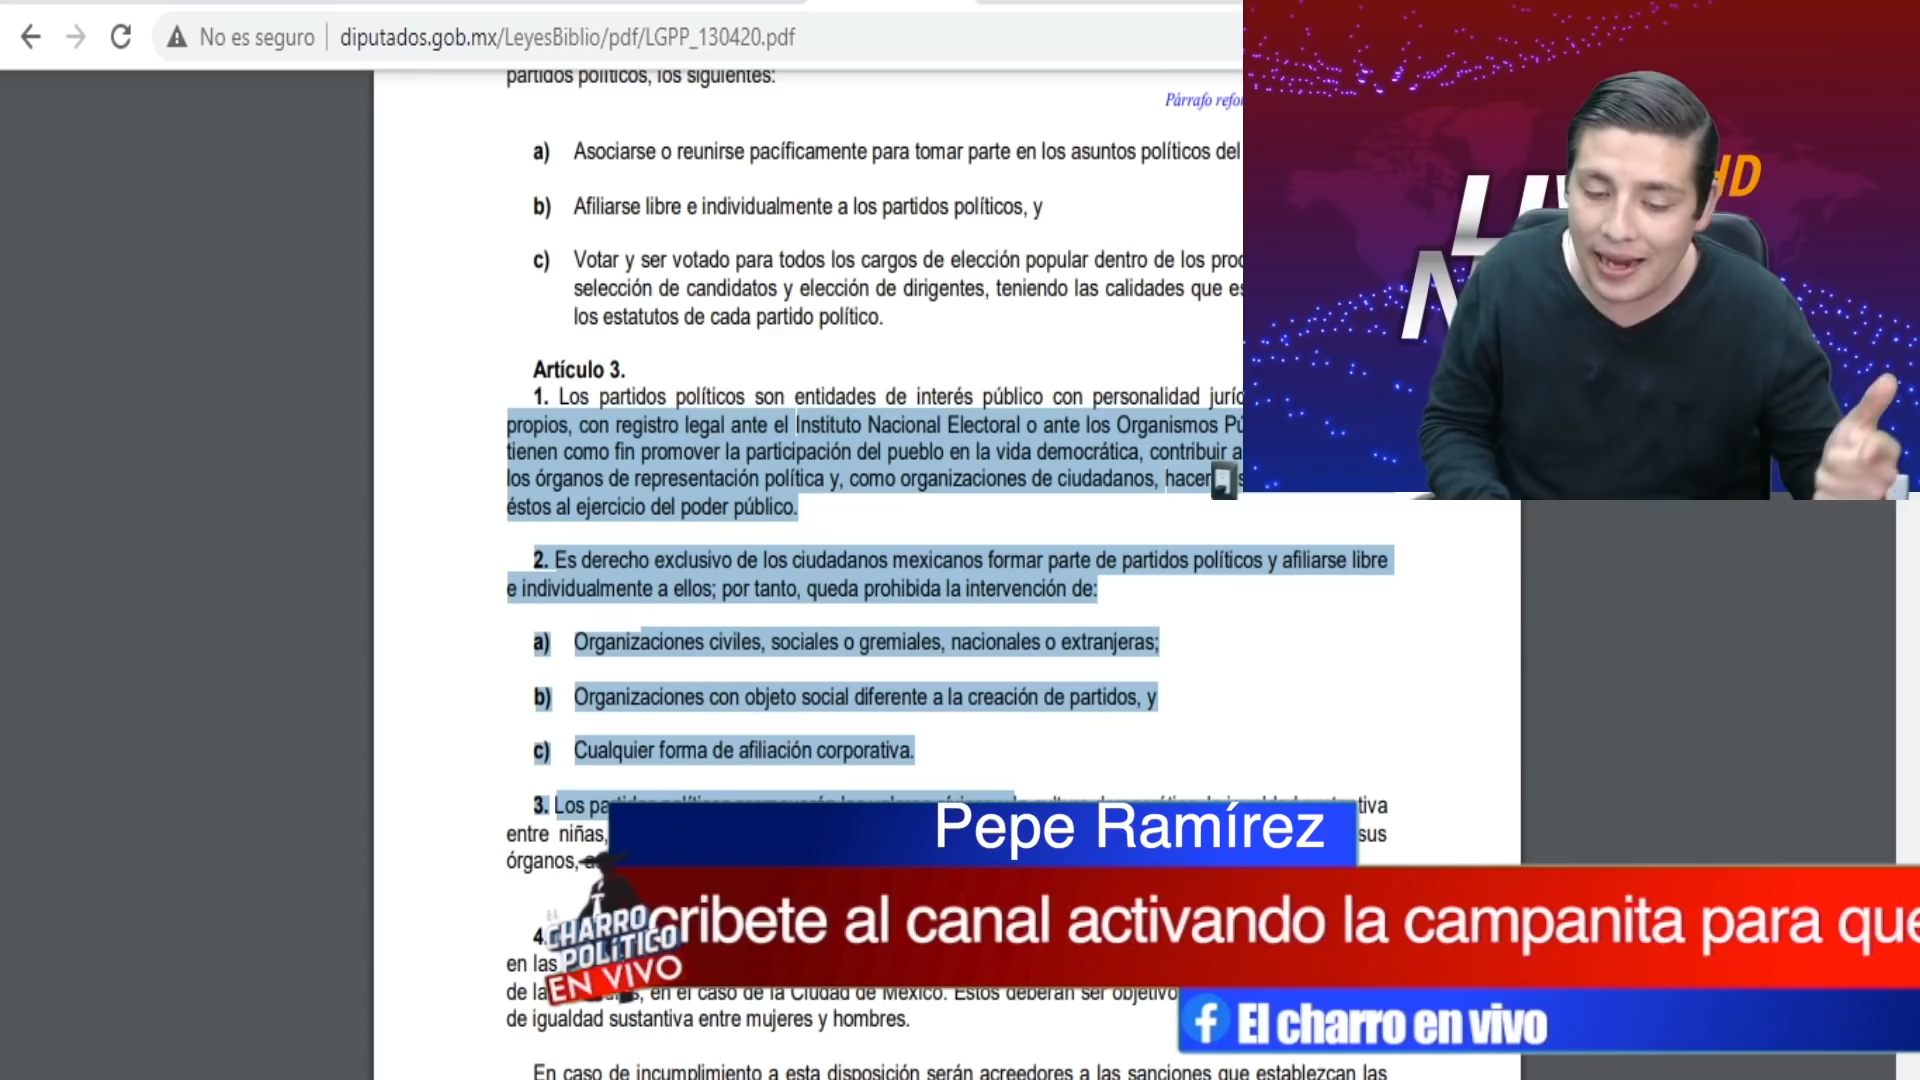 No es seguro diputados.gob.mx/LeyesBiblio/pdf/LGPP_130420.pdf
partidos políticos, los siguientes:
Párrafo refor
a) Asociarse o reunirse pacíficamente para tomar parte en los asuntos políticos del
b) Afiliarse libre e individualmente a los partidos políticos, y
c) Votar y ser votado para todos los cargos de elección popular dentro de los proc
selección de candidatos y elección de dirigentes, teniendo las calidades que es
los estatutos de cada partido político.
HD
Artículo 3.
1. Los partidos políticos son entidades de interés público con personalidad juríc
propios, con registro legal ante el Instituto Nacional Electoral o ante los Organismos Pú
tienen como fin promover la participación del pueblo en la vida democrática, contribuir a
los órganos de representación política y, como organizaciones de ciudadanos, hacer
éstos al ejercicio del poder público.
2. Es derecho exclusivo de los ciudadanos mexicanos formar parte de partidos políticos y afiliarse libre
e individualmente a ellos; por tanto, queda prohibida la intervención de:
a) Organizaciones civiles, sociales o gremiales, nacionales o extranjeras;
b) Organizaciones con objeto social diferente a la creación de partidos, y
c) Cualquier forma de afiliación corporativa.
3. Los
entre niñas, sus
órganos,
Pepe Ramírez
cribete al canal activando la campanita para que
EL CHARRO
POLÍTICO
EN VIVO
4.
en las
de la en el caso de la Ciudad de México. Éstos deberán ser objetivo
de igualdad sustantiva entre mujeres y hombres.
El charro en vivo
En caso de incumplimiento a esta disposición serán acreedores a las sanciones que establezcan las